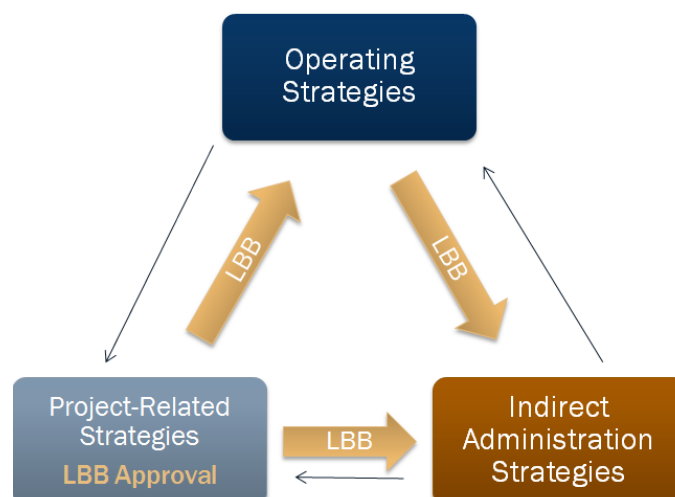 Operating
Strategies
LBB
LBB
Project-Related
Strategies
LBB Approval
LBB
Indirect
Administration
Strategies